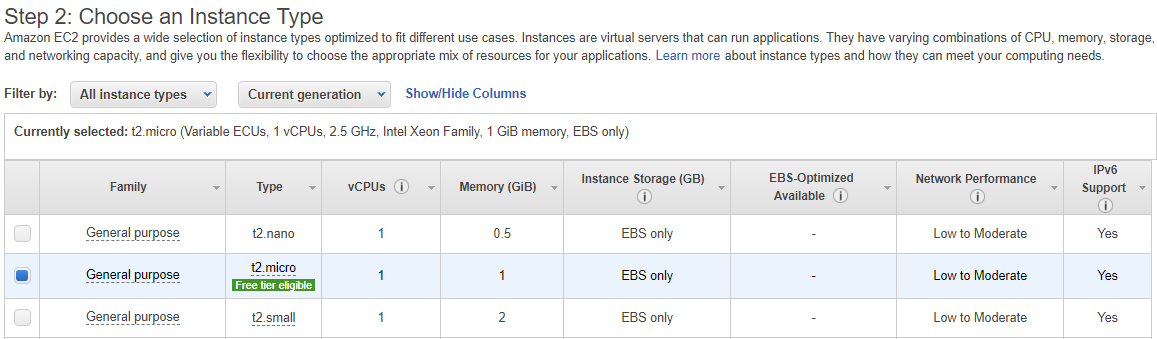 Step 2: Choose an Instance Type
Amazon EC2 provides a wide selection of instance types optimized to fit different use cases. Instances are virtual servers that can run applications. They have varying combinations of CPU, memory, storage,
and networking capacity, and give you the flexibility to choose the appropriate mix of resources for your applications. Learn more about instance types and how they can meet your computing needs.
Filter by: All instance types Current generation Show/Hide Columns
Currently selected: t2.micro (Variable ECUs, 1 vCPUs, 2.5 GHz, Intel Xeon Family, 1 GiB memory, EBS only)
Family Type vCPUs Memory (GiB) Instance Storage (GB) EBS-Optimized Available Network Performance IPv6 Support
General purpose t2.nano 1 0.5 EBS only - Low to Moderate Yes
General purpose t2.micro 1 1 EBS only - Low to Moderate Yes
Free tier eligible
General purpose t2.small 1 2 EBS only - Low to Moderate Yes